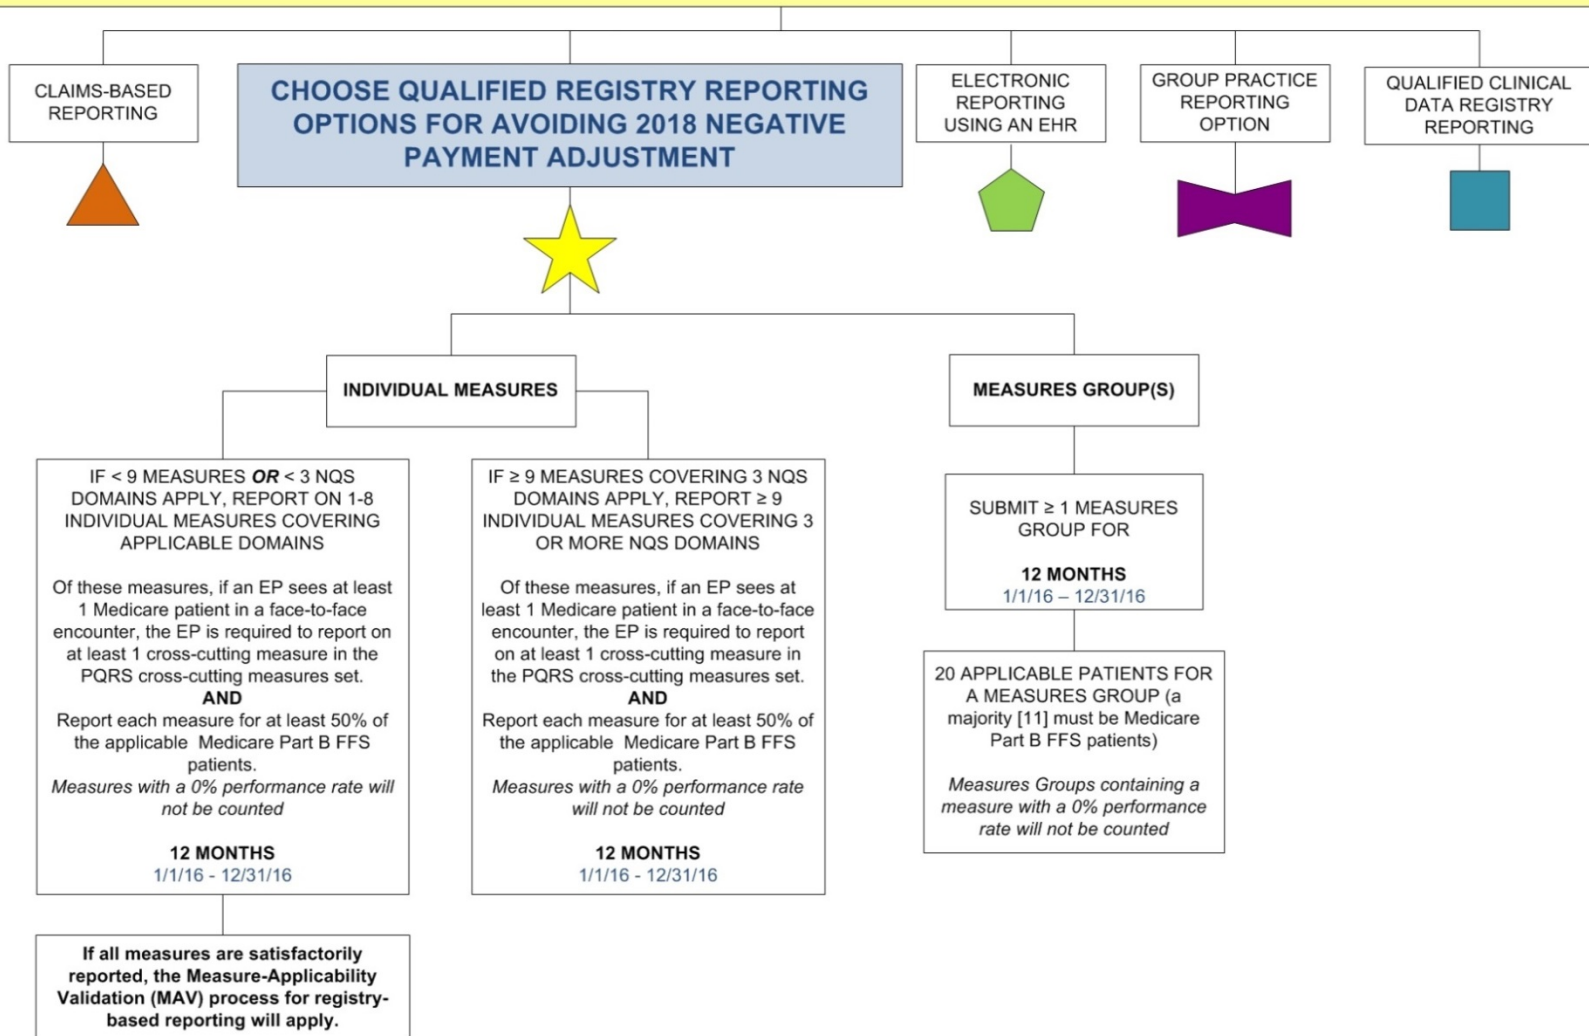 CLAIMS-BASED
REPORTING
CHOOSE QUALIFIED REGISTRY REPORTING
OPTIONS FOR AVOIDING 2018 NEGATIVE
PAYMENT ADJUSTMENT
ELECTRONIC
REPORTING
USING AN EHR
GROUP PRACTICE
REPORTING
OPTION
QUALIFIED CLINICAL
DATA REGISTRY
REPORTING
INDIVIDUAL MEASURES
MEASURES GROUP(S)
IF < 9 MEASURES OR < 3 NQS
DOMAINS APPLY, REPORT ON 1-8
INDIVIDUAL MEASURES COVERING
APPLICABLE DOMAINS
Of these measures, if an EP sees at least
1 Medicare patient in a face-to-face
encounter, the EP is required to report on
at least 1 cross-cutting measure in the
PQRS cross-cutting measures set.
AND
Report each measure for at least 50% of
the applicable Medicare Part B FFS
patients.
Measures with a 0% performance rate will
not be counted
12 MONTHS
1/1/16 - 12/31/16
IF ≥ 9 MEASURES COVERING 3 NQS
DOMAINS APPLY, REPORT ≥ 9
INDIVIDUAL MEASURES COVERING 3
OR MORE NQS DOMAINS
Of these measures, if an EP sees at
least 1 Medicare patient in a face-to-face
encounter, the EP is required to report
on at least 1 cross-cutting measure in
the PQRS cross-cutting measures set.
AND
Report each measure for at least 50% of
the applicable Medicare Part B FFS
patients.
Measures with a 0% performance rate
will not be counted
12 MONTHS
1/1/16 - 12/31/16
SUBMIT ≥ 1 MEASURES
GROUP FOR
12 MONTHS
1/1/16 – 12/31/16
20 APPLICABLE PATIENTS FOR
A MEASURES GROUP (a
majority [11] must be Medicare
Part B FFS patients)
Measures Groups containing a
measure with a 0% performance
rate will not be counted
If all measures are satisfactorily
reported, the Measure-Applicability
Validation (MAV) process for registry-
based reporting will apply.